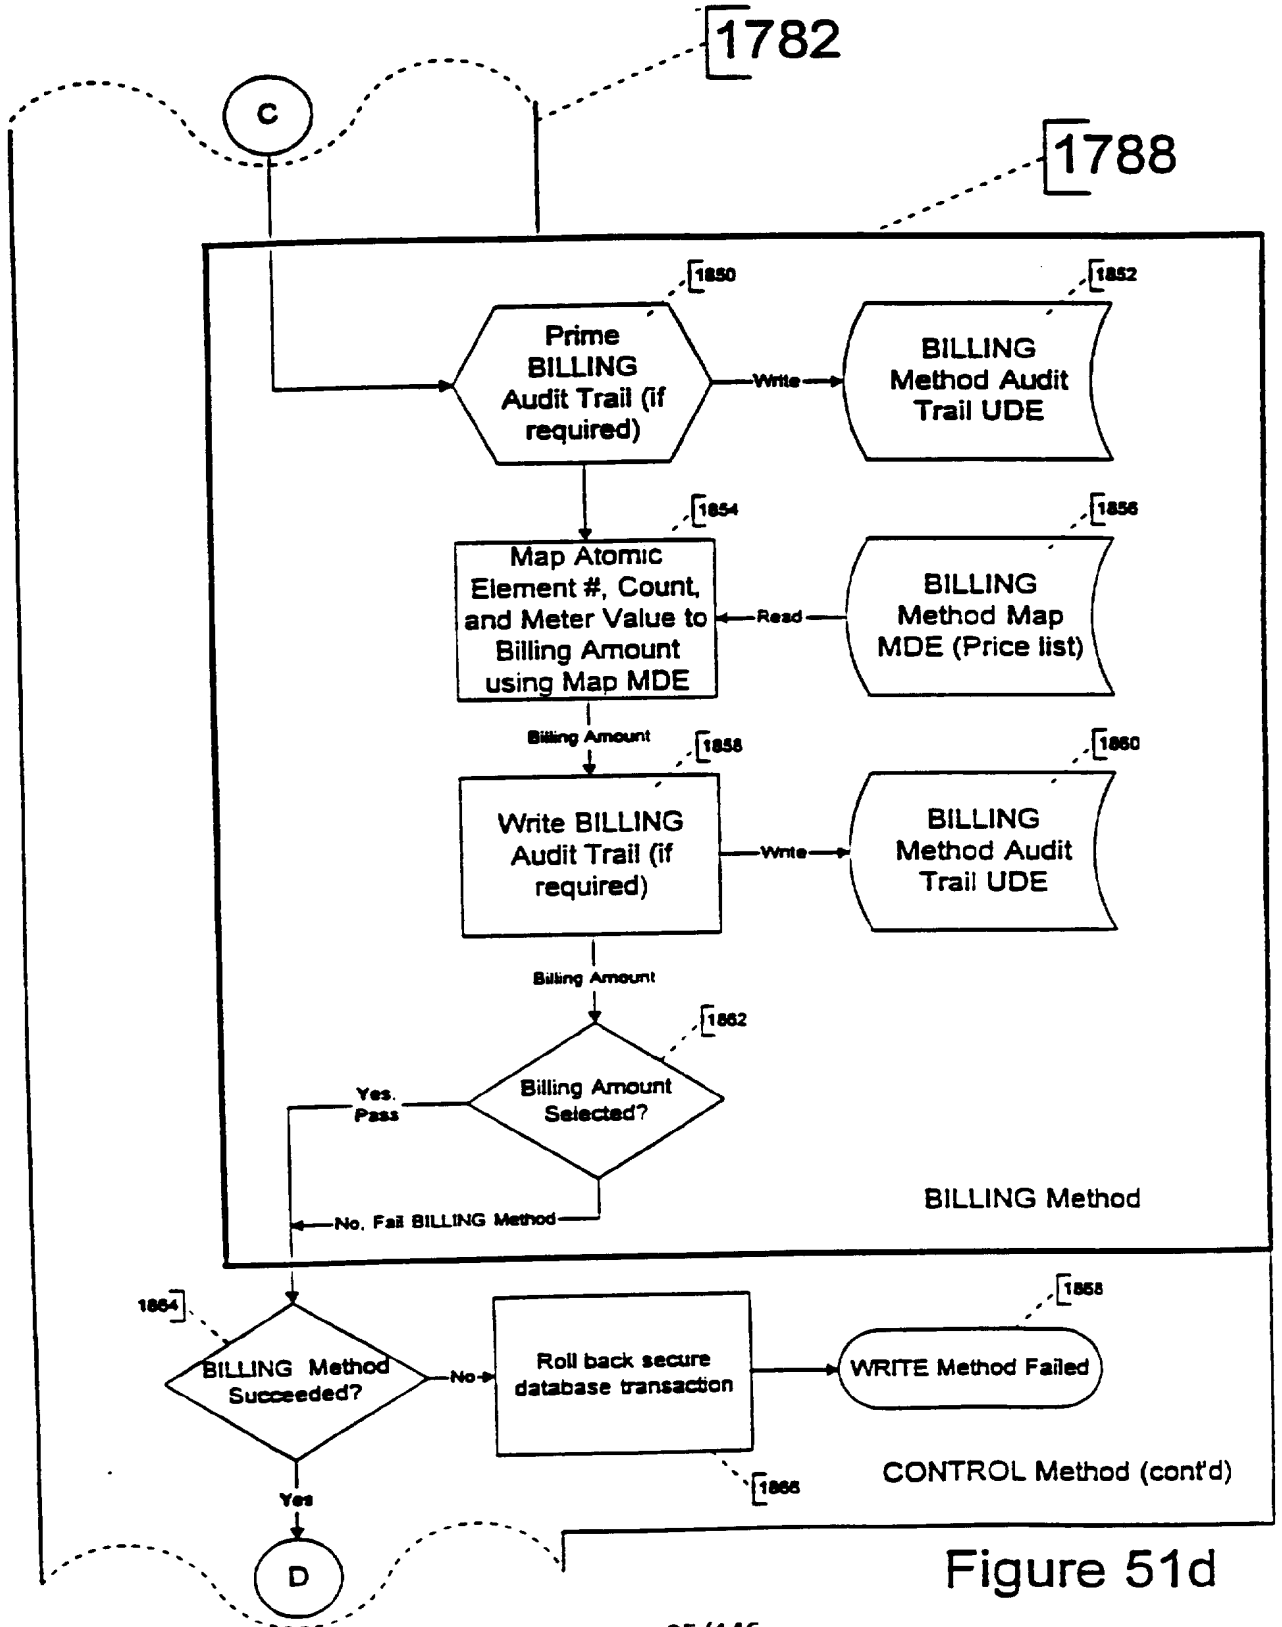 1782
C
1788
1850
1852
Prime
BILLING
Audit Trail (if
required)
Write
BILLING
Method Audit
Trail UDE
1854
1856
Map Atomic
Element #, Count,
and Meter Value to
Billing Amount
using Map MDE
Read
BILLING
Method Map
MDE (Price list)
Billing Amount
1858
1860
Write BILLING
Audit Trail (if
required)
Write
BILLING
Method Audit
Trail UDE
Billing Amount
1862
Billing Amount
Selected?
Yes,
Pass
No, Fail BILLING Method
BILLING Method
1864
1868
BILLING Method
Succeeded?
No
Roll back secure
database transaction
WRITE Method Failed
1866
CONTROL Method (cont'd)
Yes
D
Figure 51d